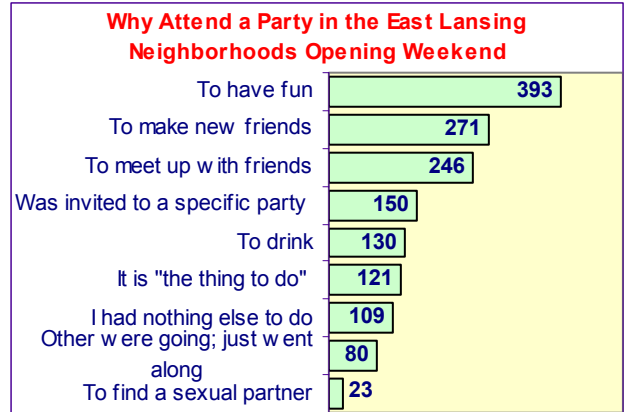 Why Attend a Party in the East Lansing
Neighborhoods Opening Weekend
To have fun 393
To make new friends 271
To meet up with friends 246
Was invited to a specific party 150
To drink 130
It is "the thing to do" 121
I had nothing else to do 109
Other were going; just went
along 80
To find a sexual partner 23